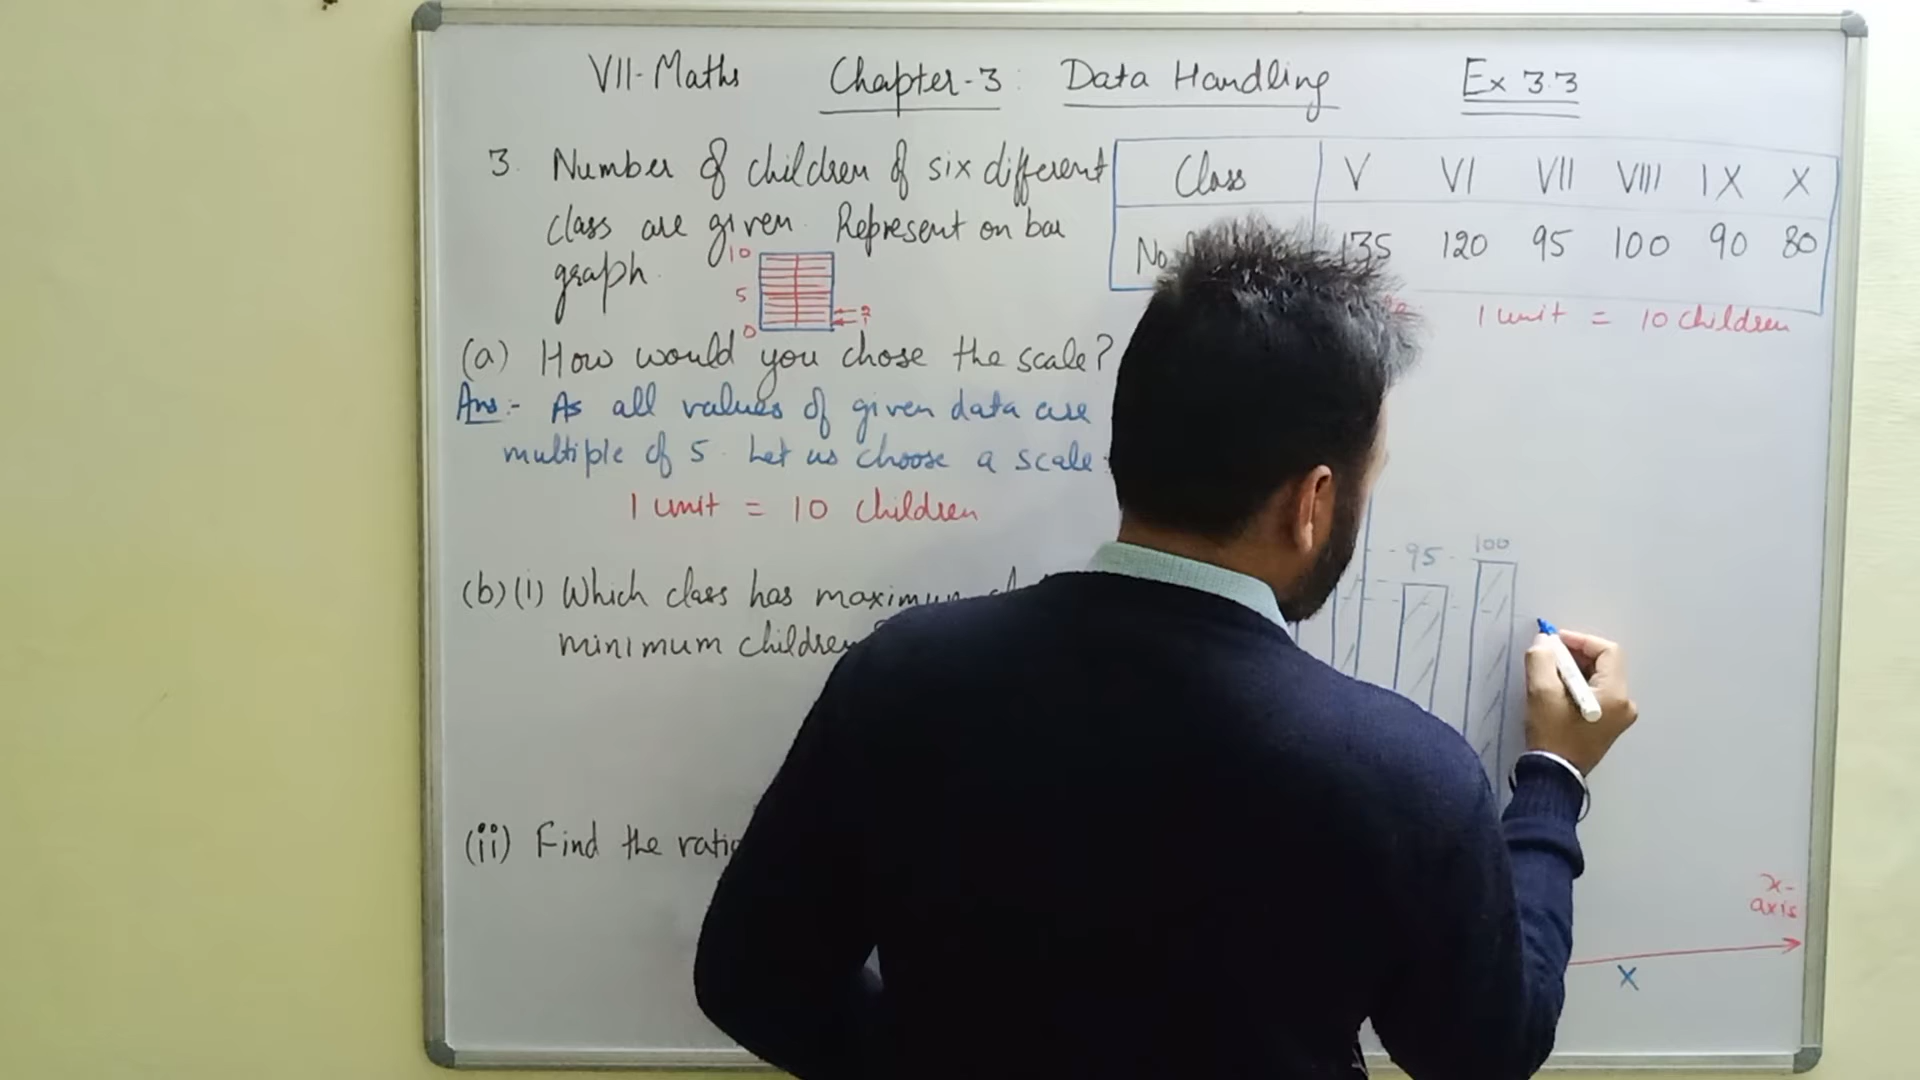 VII-Maths Chapter-3: Data Handling Ex 3.3
3. Number of children of six different
class are given. Represent on bar
graph.
10
5
0
Class V VI VII VIII IX X
No 135 120 95 100 90 80
1 unit = 10 children
(a) How would you chose the scale?
Ans:- As all values of given data are
multiple of 5. Let us choose a scale
1 unit = 10 children
(b)(i) Which class has maximum
minimum children
(ii) Find the ratio
95 100
x-
axis
X